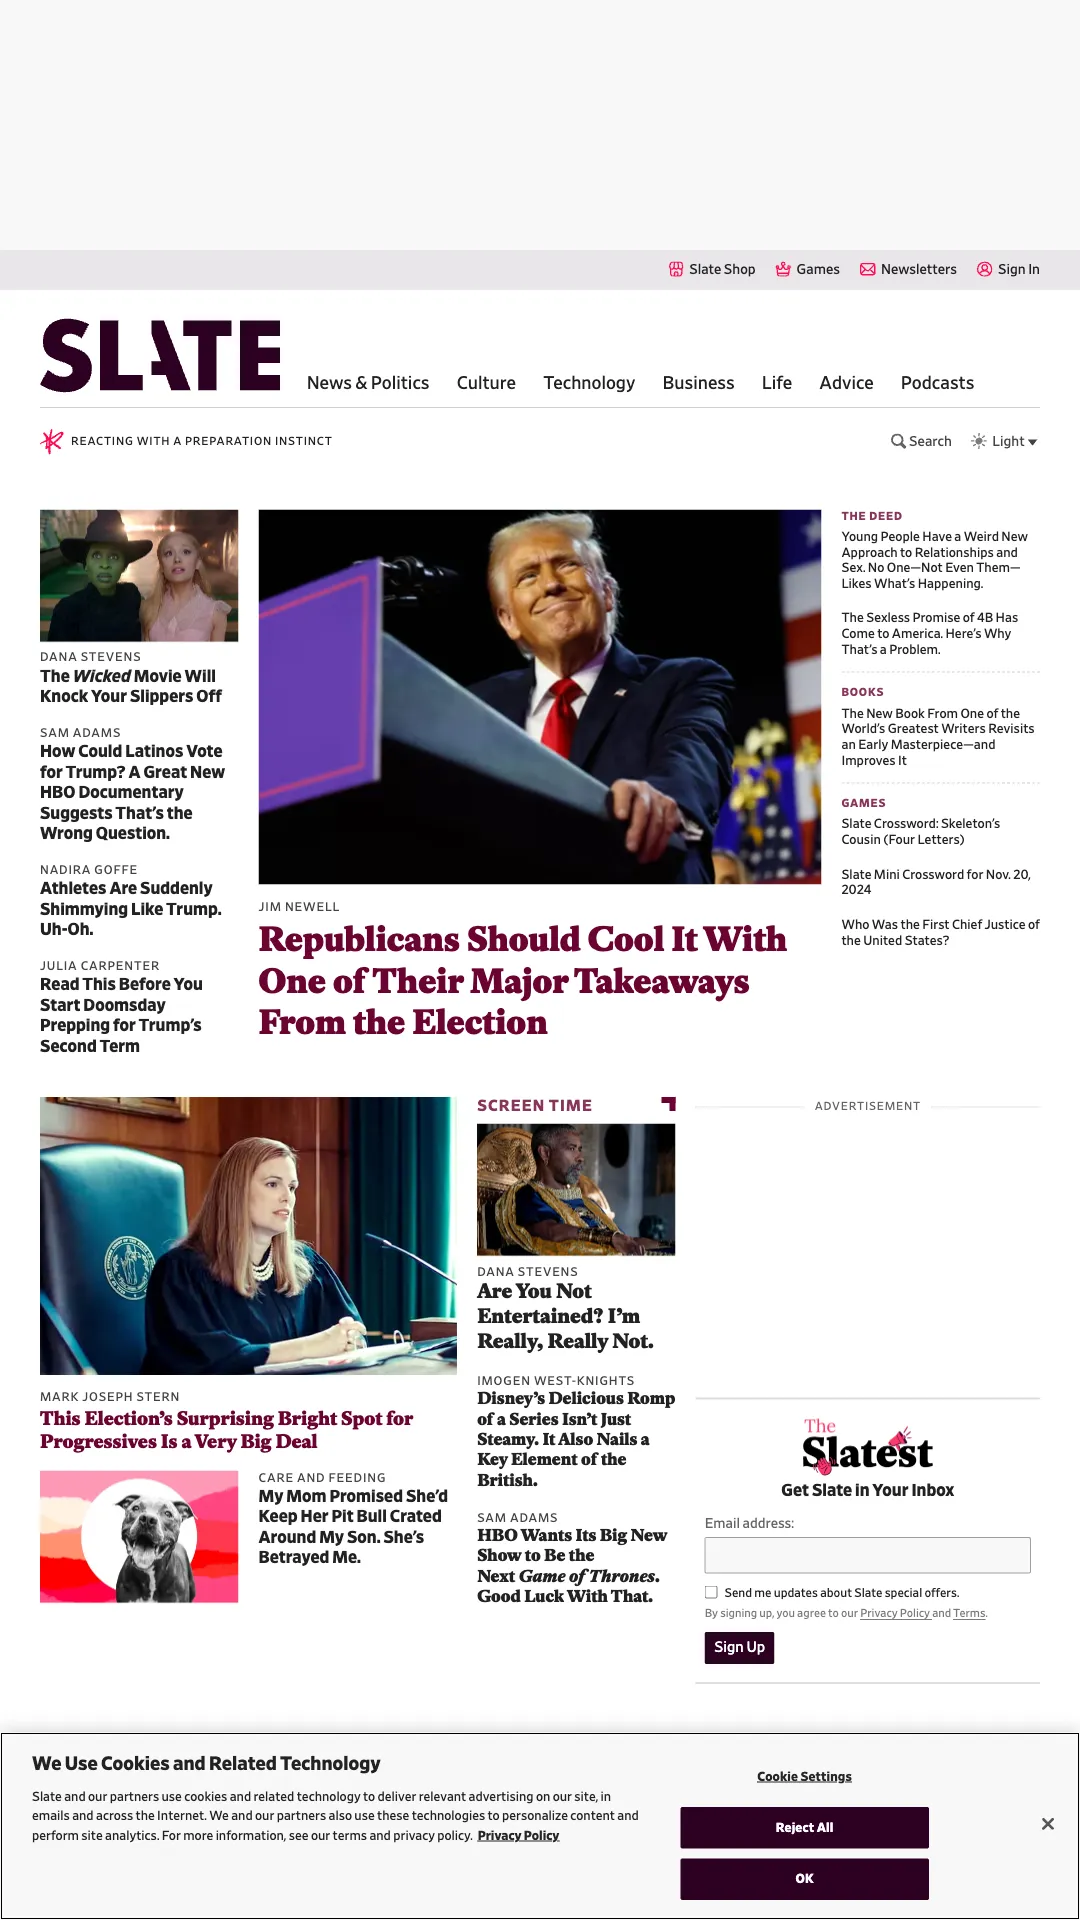 Slate Shop
Games
Newsletters
Sign In
SLATE
News & Politics
Culture
Technology
Business
Life
Advice
Podcasts
REACTING WITH A PREPARATION INSTINCT
Search
Light
DANA STEVENS
The Wicked Movie Will
Knock Your Slippers Off
SAM ADAMS
How Could Latinos Vote
for Trump? A Great New
HBO Documentary
Suggests That’s the
Wrong Question.
NADIRA GOFFE
Athletes Are Suddenly
Shimmying Like Trump.
Uh-Oh.
JULIA CARPENTER
Read This Before You
Start Doomsday
Prepping for Trump’s
Second Term
JIM NEWELL
Republicans Should Cool It With
One of Their Major Takeaways
From the Election
THE DEED
Young People Have a Weird New
Approach to Relationships and
Sex. No One—Not Even Them—
Likes What’s Happening.
The Sexless Promise of 4B Has
Come to America. Here’s Why
That’s a Problem.
BOOKS
The New Book From One of the
World’s Greatest Writers Revisits
an Early Masterpiece—and
Improves It
GAMES
Slate Crossword: Skeleton’s
Cousin (Four Letters)
Slate Mini Crossword for Nov. 20,
2024
Who Was the First Chief Justice of
the United States?
MARK JOSEPH STERN
This Election’s Surprising Bright Spot for
Progressives Is a Very Big Deal
CARE AND FEEDING
My Mom Promised She’d
Keep Her Pit Bull Crated
Around My Son. She’s
Betrayed Me.
SCREEN TIME
DANA STEVENS
Are You Not
Entertained? I’m
Really, Really Not.
IMOGEN WEST-KNIGHTS
Disney’s Delicious Romp
of a Series Isn’t Just
Steamy. It Also Nails a
Key Element of the
British.
SAM ADAMS
HBO Wants Its Big New
Show to Be the
Next Game of Thrones.
Good Luck With That.
ADVERTISEMENT
The
Slatest
Get Slate in Your Inbox
Email address:
Send me updates about Slate special offers.
By signing up, you agree to our Privacy Policy and Terms.
Sign Up
We Use Cookies and Related Technology
Slate and our partners use cookies and related technology to deliver relevant advertising on our site, in
emails and across the Internet. We and our partners also use these technologies to personalize content and
perform site analytics. For more information, see our terms and privacy policy. Privacy Policy
Cookie Settings
Reject All
OK